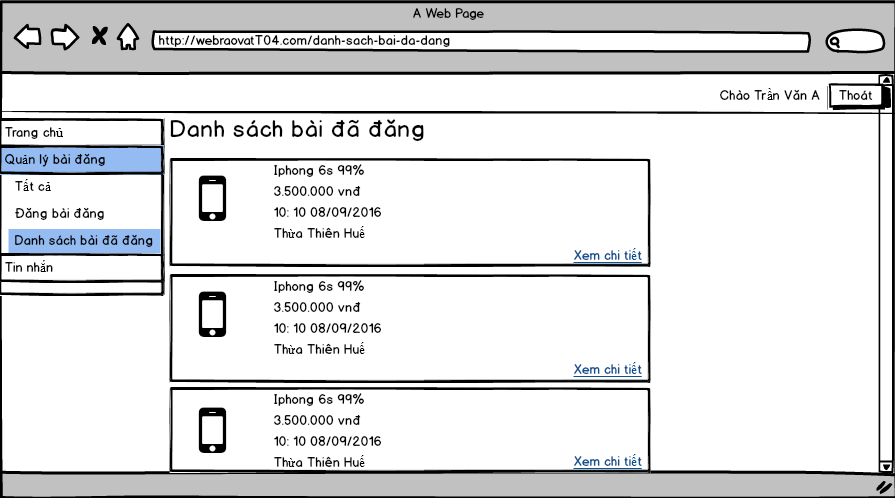 A Web Page
http://webraovatT04.com/danh-sach-bai-da-dang
Chào Trần Văn A
Thoát
Trang chủ
Quản lý bài đăng
Tất cả
Đăng bài đăng
Danh sách bài đã đăng
Tin nhắn
Danh sách bài đã đăng
Iphong 6s 99%
3.500.000 vnđ
10: 10 08/09/2016
Thừa Thiên Huế
Xem chi tiết
Iphong 6s 99%
3.500.000 vnđ
10: 10 08/09/2016
Thừa Thiên Huế
Xem chi tiết
Iphong 6s 99%
3.500.000 vnđ
10: 10 08/09/2016
Thừa Thiên Huế
Xem chi tiết